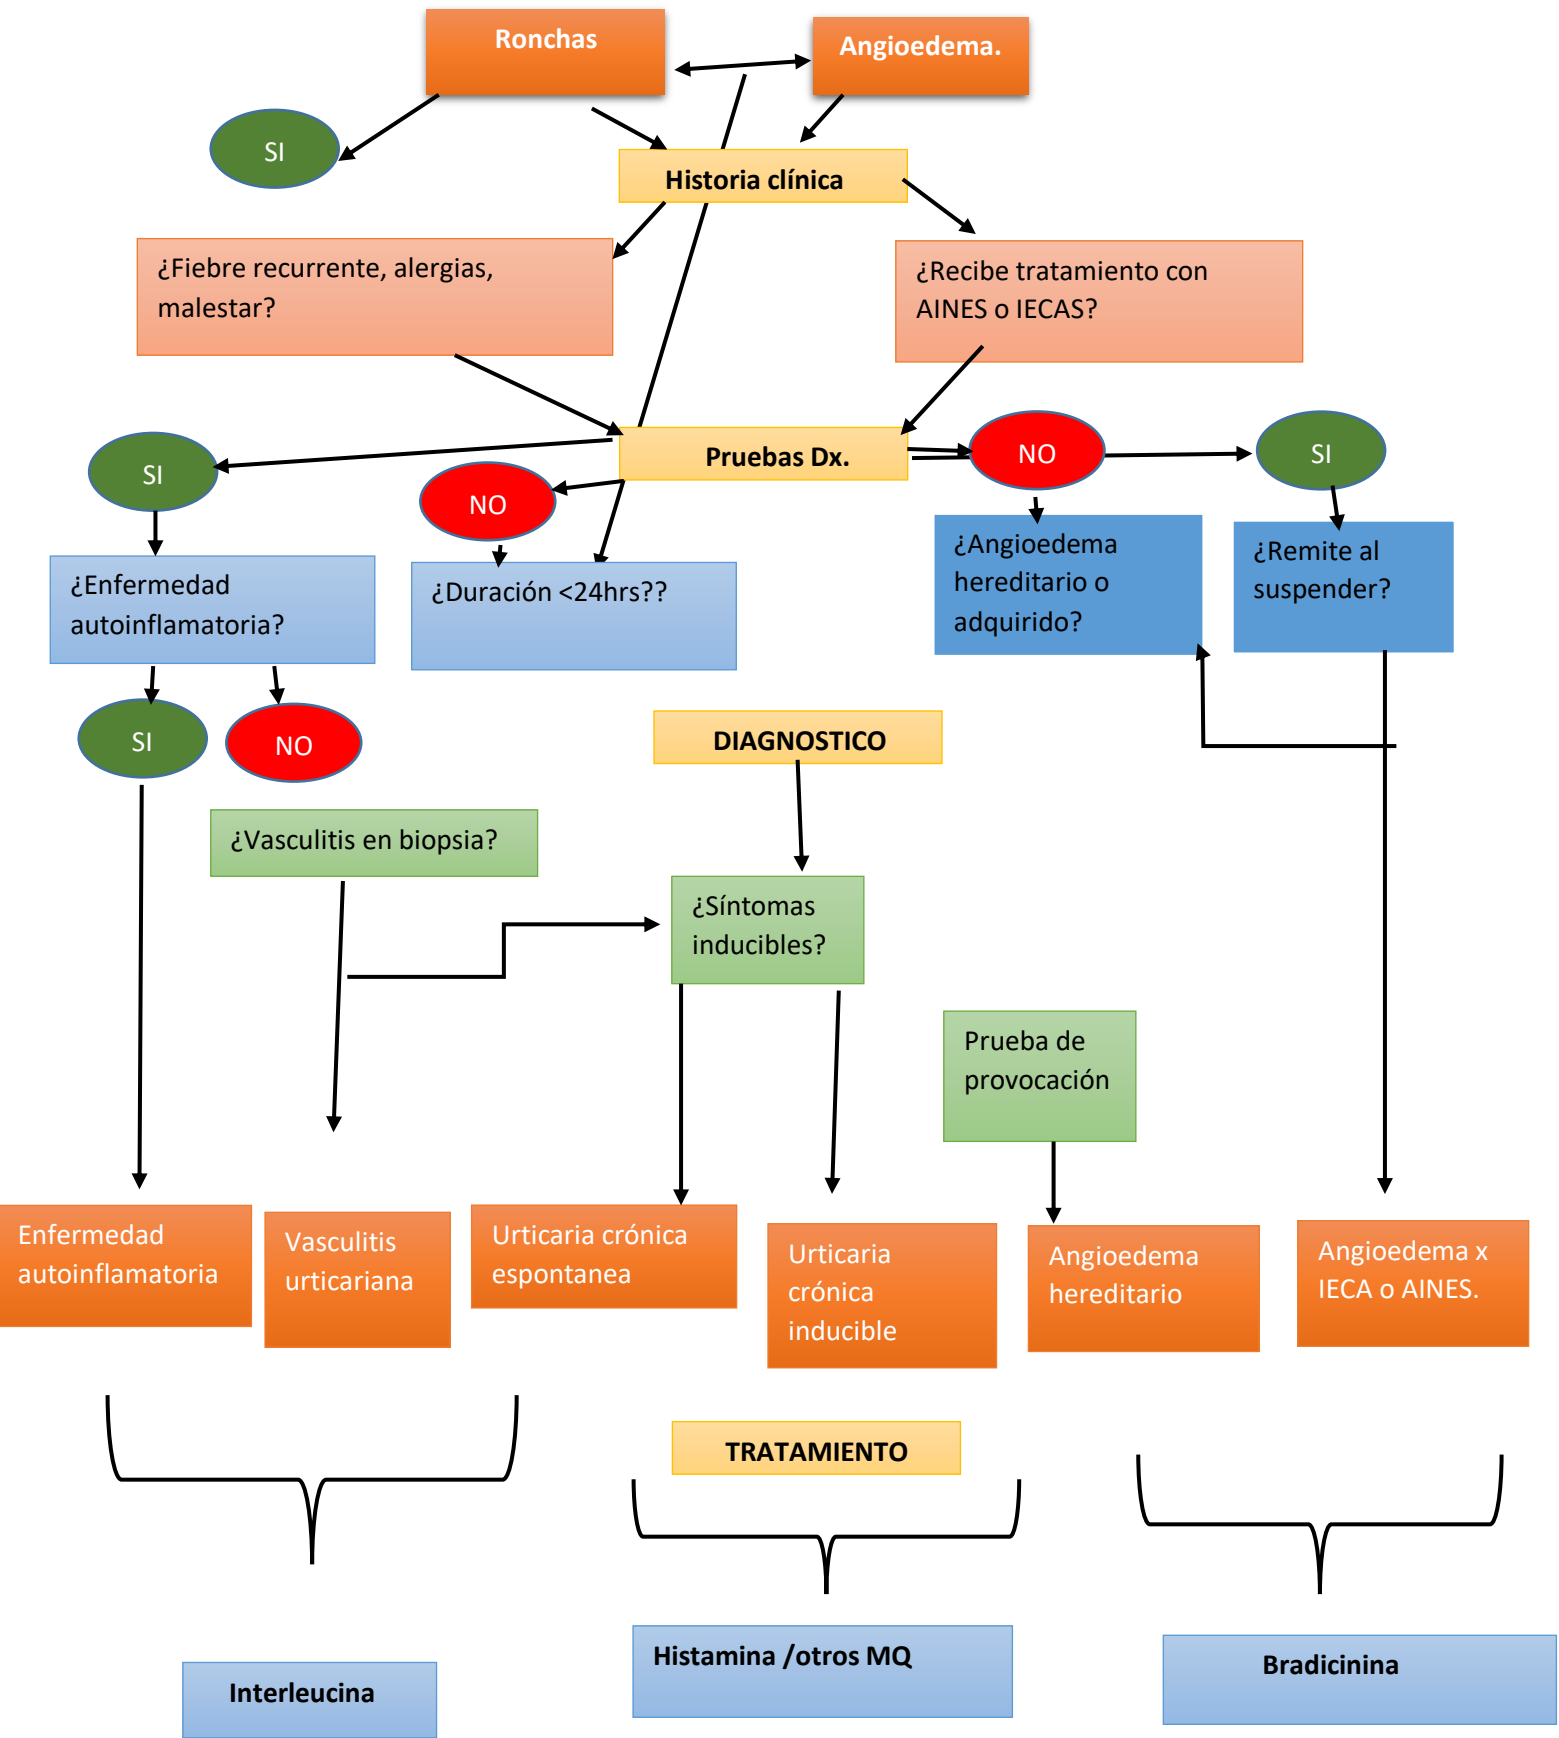 Ronchas
Angioedema.
SI
Historia clínica
¿Fiebre recurrente, alergias,
malestar?
¿Recibe tratamiento con
AINES o IECAS?
SI
NO
Pruebas Dx.
NO
SI
¿Enfermedad
autoinflamatoria?
¿Duración <24hrs??
¿Angioedema
hereditario o
adquirido?
¿Remite al
suspender?
SI
NO
DIAGNOSTICO
¿Vasculitis en biopsia?
¿Síntomas
inducibles?
Prueba de
provocación
Enfermedad
autoinflamatoria
Vasculitis
urticariana
Urticaria crónica
espontanea
Urticaria
crónica
inducible
Angioedema
hereditario
Angioedema x
IECA o AINES.
TRATAMIENTO
Interleucina
Histamina /otros MQ
Bradicinina